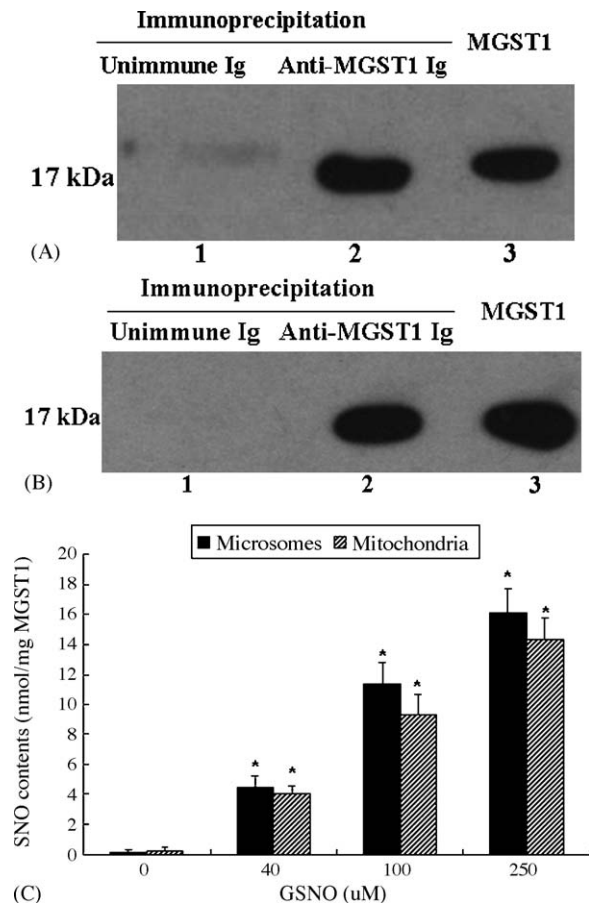 Immunoprecipitation
MGST1
Unimmune Ig Anti-MGST1 Ig
17 kDa
(A)
1 2 3
Immunoprecipitation
MGST1
Unimmune Ig Anti-MGST1 Ig
17 kDa
(B)
1 2 3
Microsomes Mitochondria
SNO contents (nmol/mg MGST1)
20
18
16
14
12
10
8
6
4
2
0
* *
* *
* *
0 40 100 250
GSNO (uM)
(C)